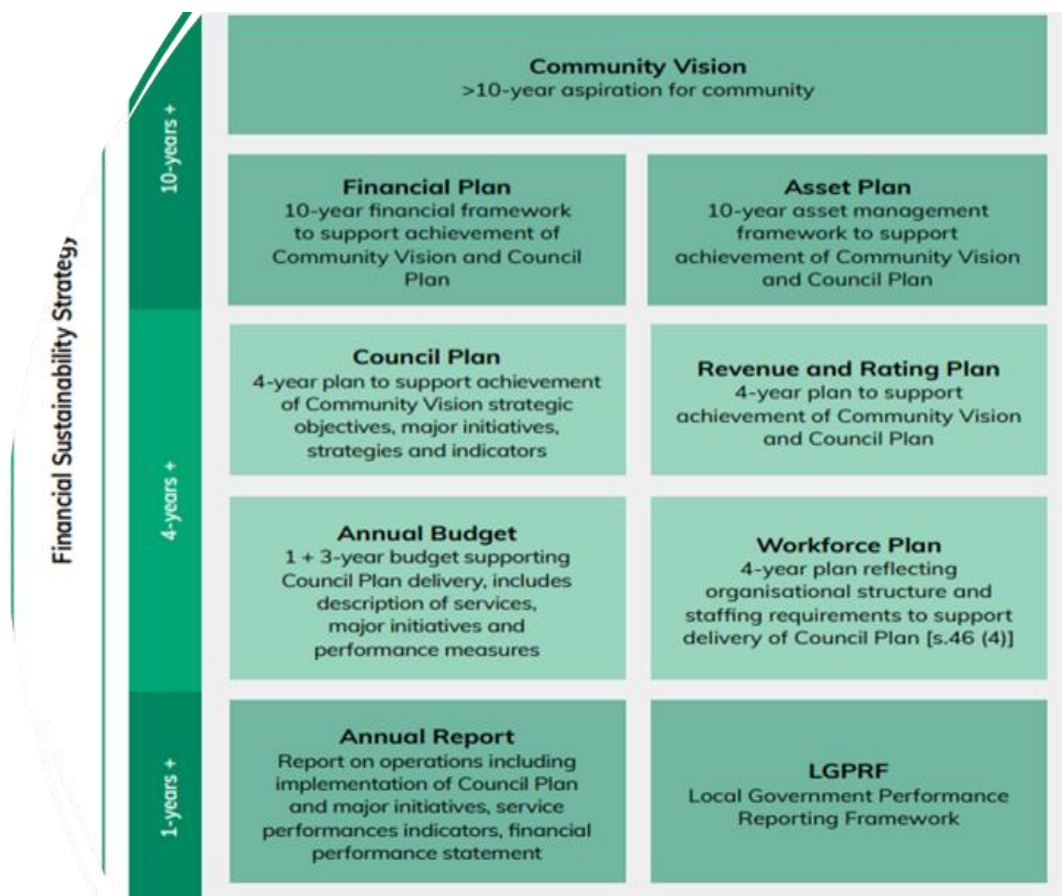 Financial Sustainability Strategy
10-years +
Community Vision
>10-year aspiration for community
Financial Plan
10-year financial framework
to support achievement of
Community Vision and Council
Plan
Asset Plan
10-year asset management
framework to support
achievement of Community Vision
and Council Plan
4-years +
Council Plan
4-year plan to support achievement
of Community Vision strategic
objectives, major initiatives,
strategies and indicators
Revenue and Rating Plan
4-year plan to support
achievement of Community Vision
and Council Plan
Annual Budget
1 + 3-year budget supporting
Council Plan delivery, includes
description of services,
major initiatives and
performance measures
Workforce Plan
4-year plan reflecting
organisational structure and
staffing requirements to support
delivery of Council Plan [s.46 (4)]
1-years +
Annual Report
Report on operations including
implementation of Council Plan
and major initiatives, service
performances indicators, financial
performance statement
LGPRF
Local Government Performance
Reporting Framework